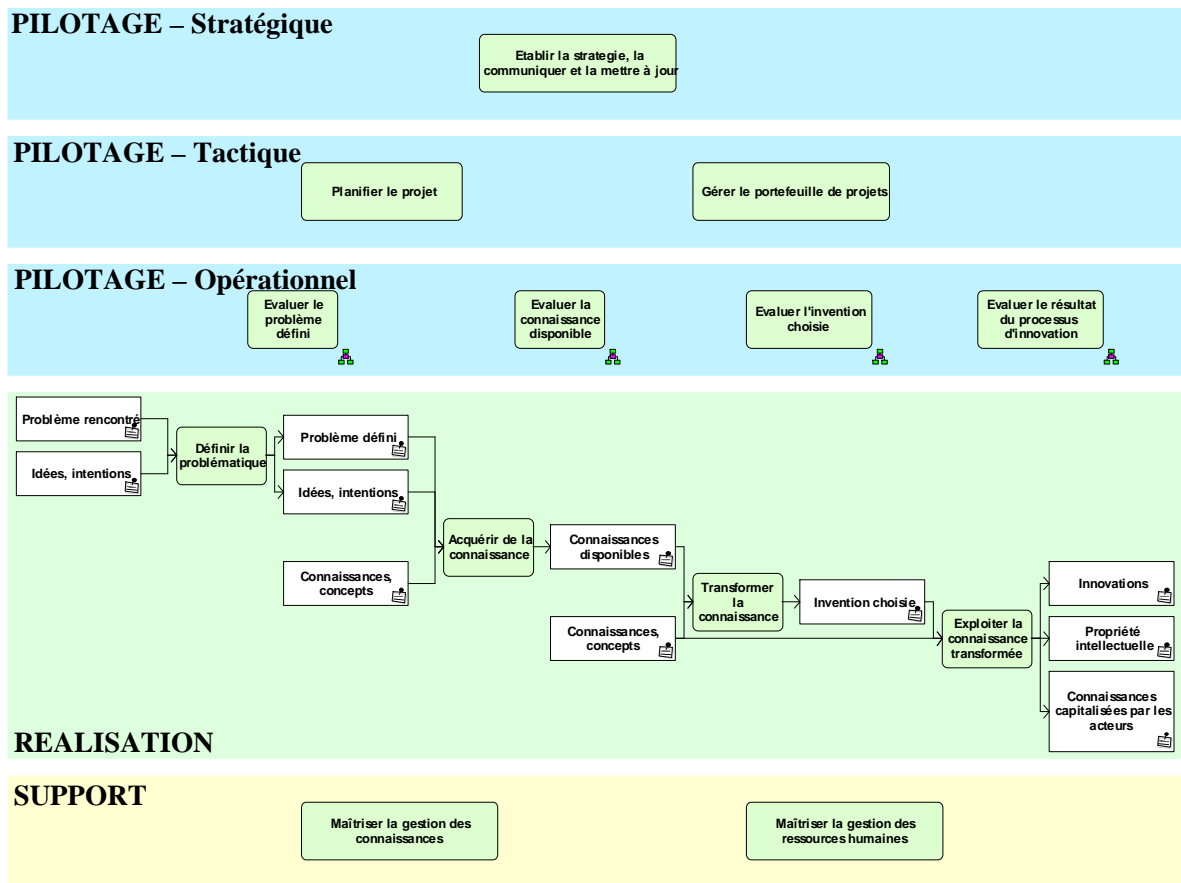 PILOTAGE – Stratégique
Etablir la strategie, la
communiquer et la mettre à jour
PILOTAGE – Tactique
Planifier le projet
Gérer le portefeuille de projets
PILOTAGE – Opérationnel
Evaluer le
problème
défini
Evaluer la
connaissance
disponible
Evaluer l'invention
choisie
Evaluer le résultat
du processus
d'innovation
Problème rencontré
Idées, intentions
Définir la
problématique
Problème défini
Idées, intentions
Connaissances,
concepts
Acquérir de la
connaissance
Connaissances
disponibles
Connaissances,
concepts
Transformer
la
connaissance
Invention choisie
Exploiter la
connaissance
transformée
Innovations
Propriété
intellectuelle
Connaissances
capitalisées par les
acteurs
REALISATION
SUPPORT
Maîtriser la gestion des
connaissances
Maîtriser la gestion des
ressources humaines